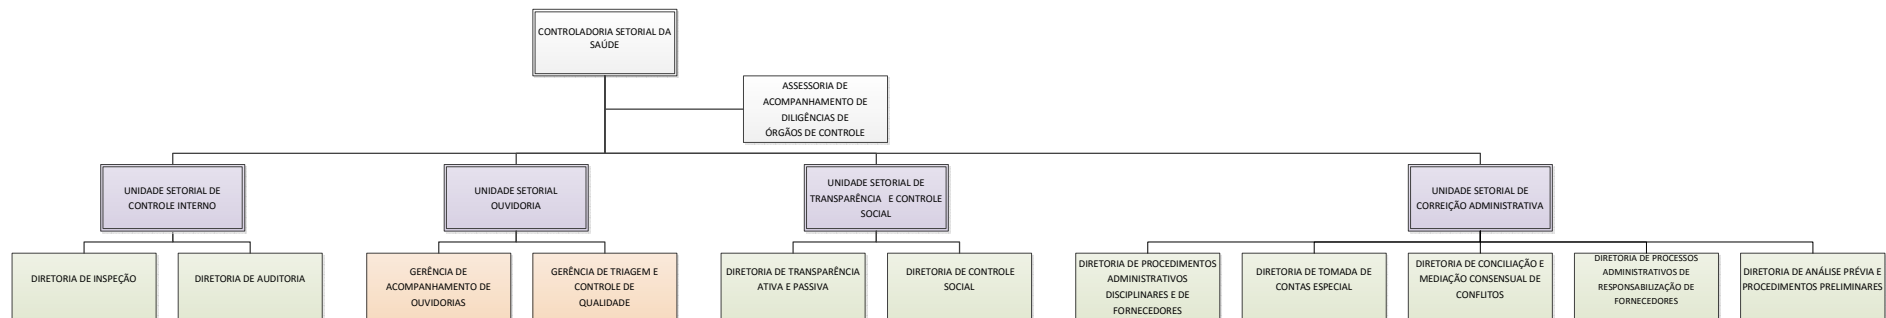 CONTROLADORIA SETORIAL DA
SAÚDE
ASSESSORIA DE
ACOMPANHAMENTO DE
DILIGÊNCIAS DE
ÓRGÃOS DE CONTROLE
UNIDADE SETORIAL DE
CONTROLE INTERNO
UNIDADE SETORIAL
OUVIDORIA
UNIDADE SETORIAL DE
TRANSPARÊNCIA E CONTROLE
SOCIAL
UNIDADE SETORIAL DE
CORREIÇÃO ADMINISTRATIVA
DIRETORIA DE INSPEÇÃO
DIRETORIA DE AUDITORIA
GERÊNCIA DE
ACOMPANHAMENTO DE
OUVIDORIAS
GERÊNCIA DE TRIAGEM E
CONTROLE DE
QUALIDADE
DIRETORIA DE TRANSPARÊNCIA
ATIVA E PASSIVA
DIRETORIA DE CONTROLE
SOCIAL
DIRETORIA DE PROCEDIMENTOS
ADMINISTRATIVOS
DISCIPLINARES E DE
FORNECEDORES
DIRETORIA DE TOMADA DE
CONTAS ESPECIAL
DIRETORIA DE CONCILIAÇÃO E
MEDIAÇÃO CONSENSUAL DE
CONFLITOS
DIRETORIA DE PROCESSOS
ADMINISTRATIVOS DE
RESPONSABILIZAÇÃO DE
FORNECEDORES
DIRETORIA DE ANÁLISE PRÉVIA E
PROCEDIMENTOS PRELIMINARES